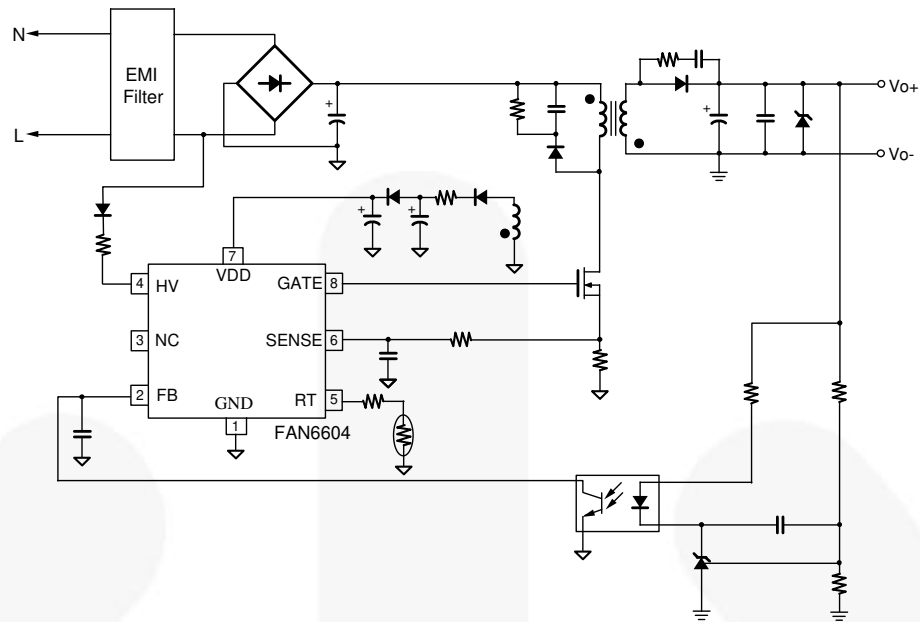 N
EMI
Filter
L
+
+
Vo+
Vo-
+
+
7
VDD
4
HV
GATE
8
3
NC
SENSE
6
2
FB
GND
RT
5
1
FAN6604